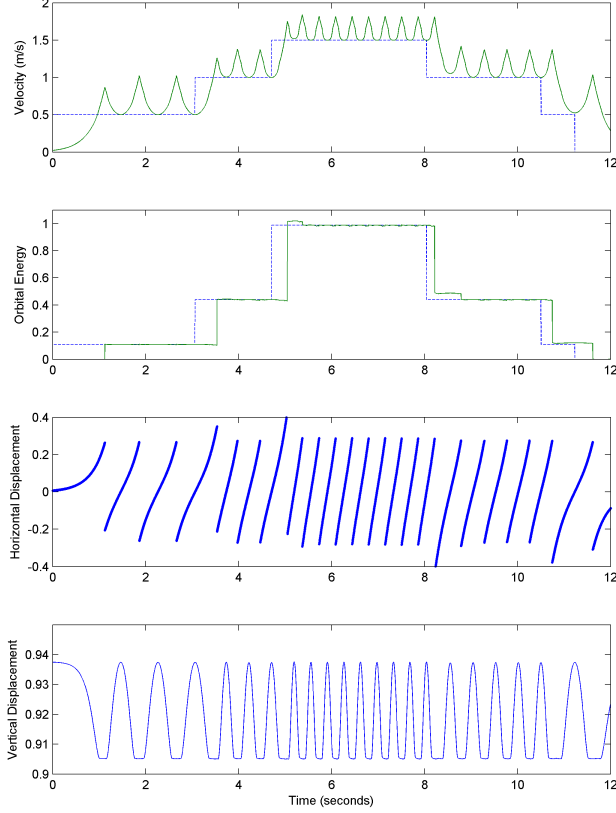 2
1.5
Velocity (m/s)
1
0.5
0
0 2 4 6 8 10 12
1
0.8
Orbital Energy
0.6
0.4
0.2
0
0 2 4 6 8 10 12
0.4
0.2
Horizontal Displacement
0
-0.2
-0.4
0 2 4 6 8 10 12
0.94
0.93
Vertical Displacement
0.92
0.91
0.9
0 2 4 6 8 10 12
Time (seconds)